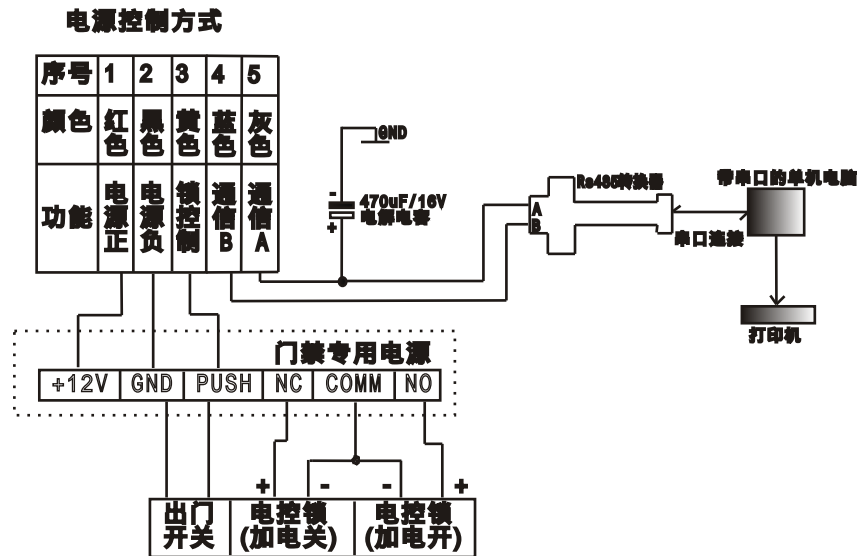 电源控制方式
序号 1 2 3 4 5
颜色 红色 黑色 黄色 蓝色 灰色
功能 电源正 电源负 锁控制 通信B 通信A
GND
-
470uF/16V
电解电容
+
Rs485转换器
A
B
带串口的单机电脑
串口连接
打印机
门禁专用电源
+12V GND PUSH NC COMM NO
+ - - +
出门开关 电控锁(加电关) 电控锁(加电开)